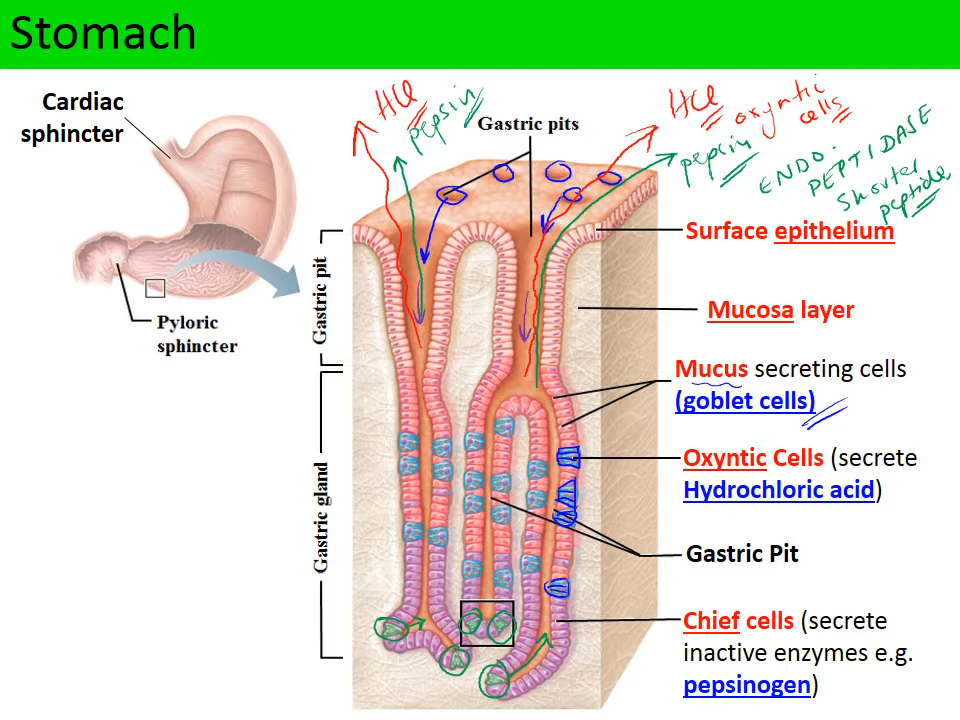 Stomach
Cardiac
sphincter
Pyloric
sphincter
HCl
pepsin
Gastric pits
HCl
oxyntic
cells
pepsin
ENDO.
PEPTIDASE
shorter
peptide
Gastric pit
Gastric gland
Surface epithelium
Mucosa layer
Mucus secreting cells
(goblet cells)
Oxyntic Cells (secrete
Hydrochloric acid)
Gastric Pit
Chief cells (secrete
inactive enzymes e.g.
pepsinogen)